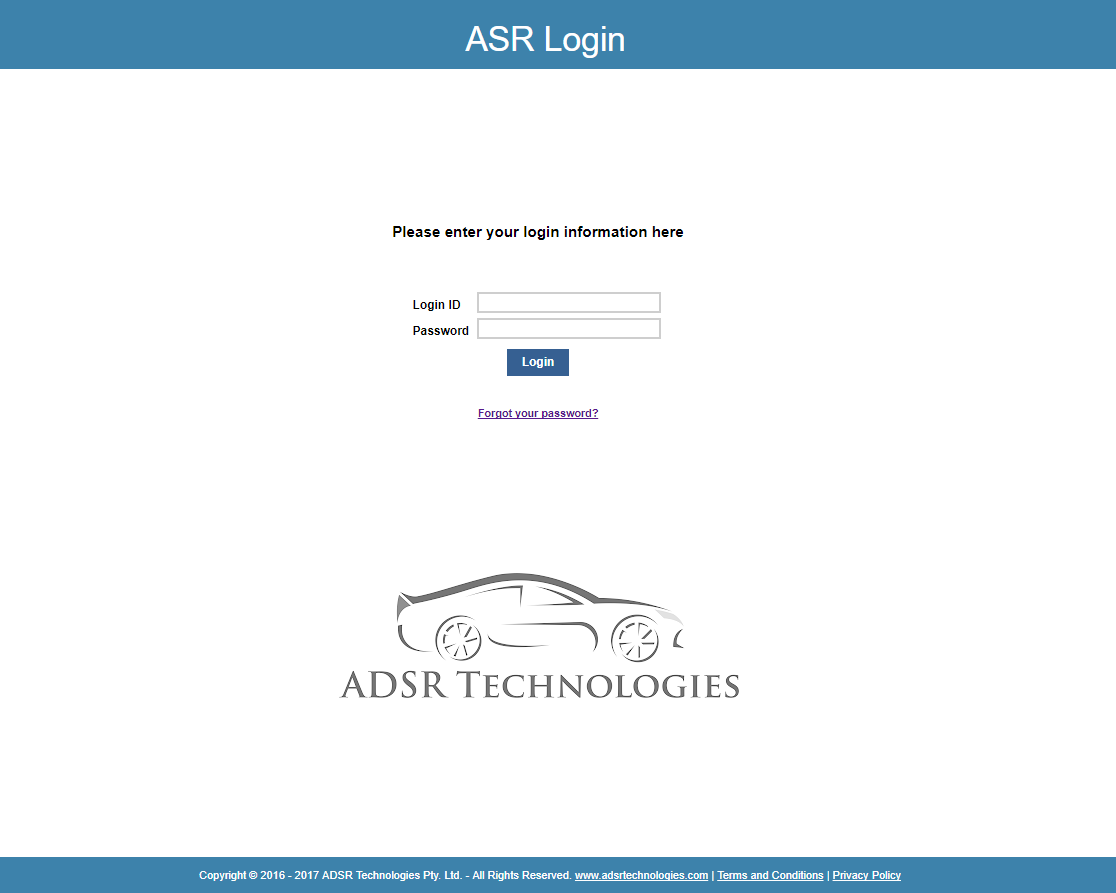 ASR Login
Please enter your login information here
Login ID
Password
Login
Forgot your password?
ADSR TECHNOLOGIES
Copyright © 2016 - 2017 ADSR Technologies Pty. Ltd. - All Rights Reserved. www.adsrtechnologies.com | Terms and Conditions | Privacy Policy